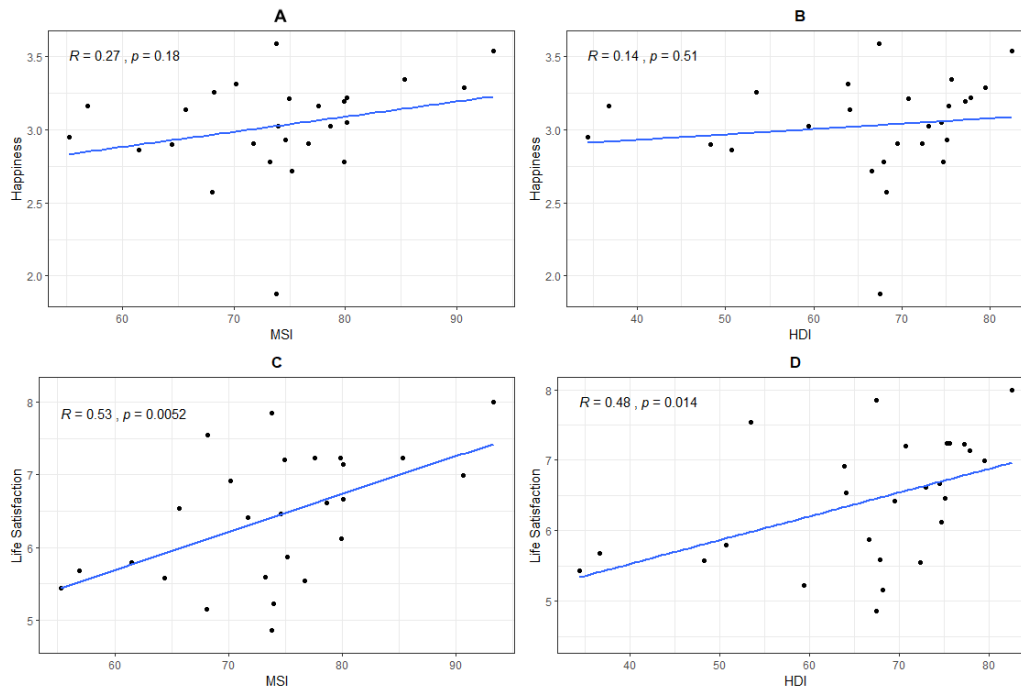 A
R = 0.27 , p = 0.18
3.5
3.0
2.5
2.0
Happiness
60
70
80
90
MSI
B
R = 0.14 , p = 0.51
3.5
3.0
2.5
2.0
Happiness
40
50
60
70
80
HDI
C
R = 0.53 , p = 0.0052
8
7
6
5
Life Satisfaction
60
70
80
90
MSI
D
R = 0.48 , p = 0.014
8
7
6
5
Life Satisfaction
40
50
60
70
80
HDI